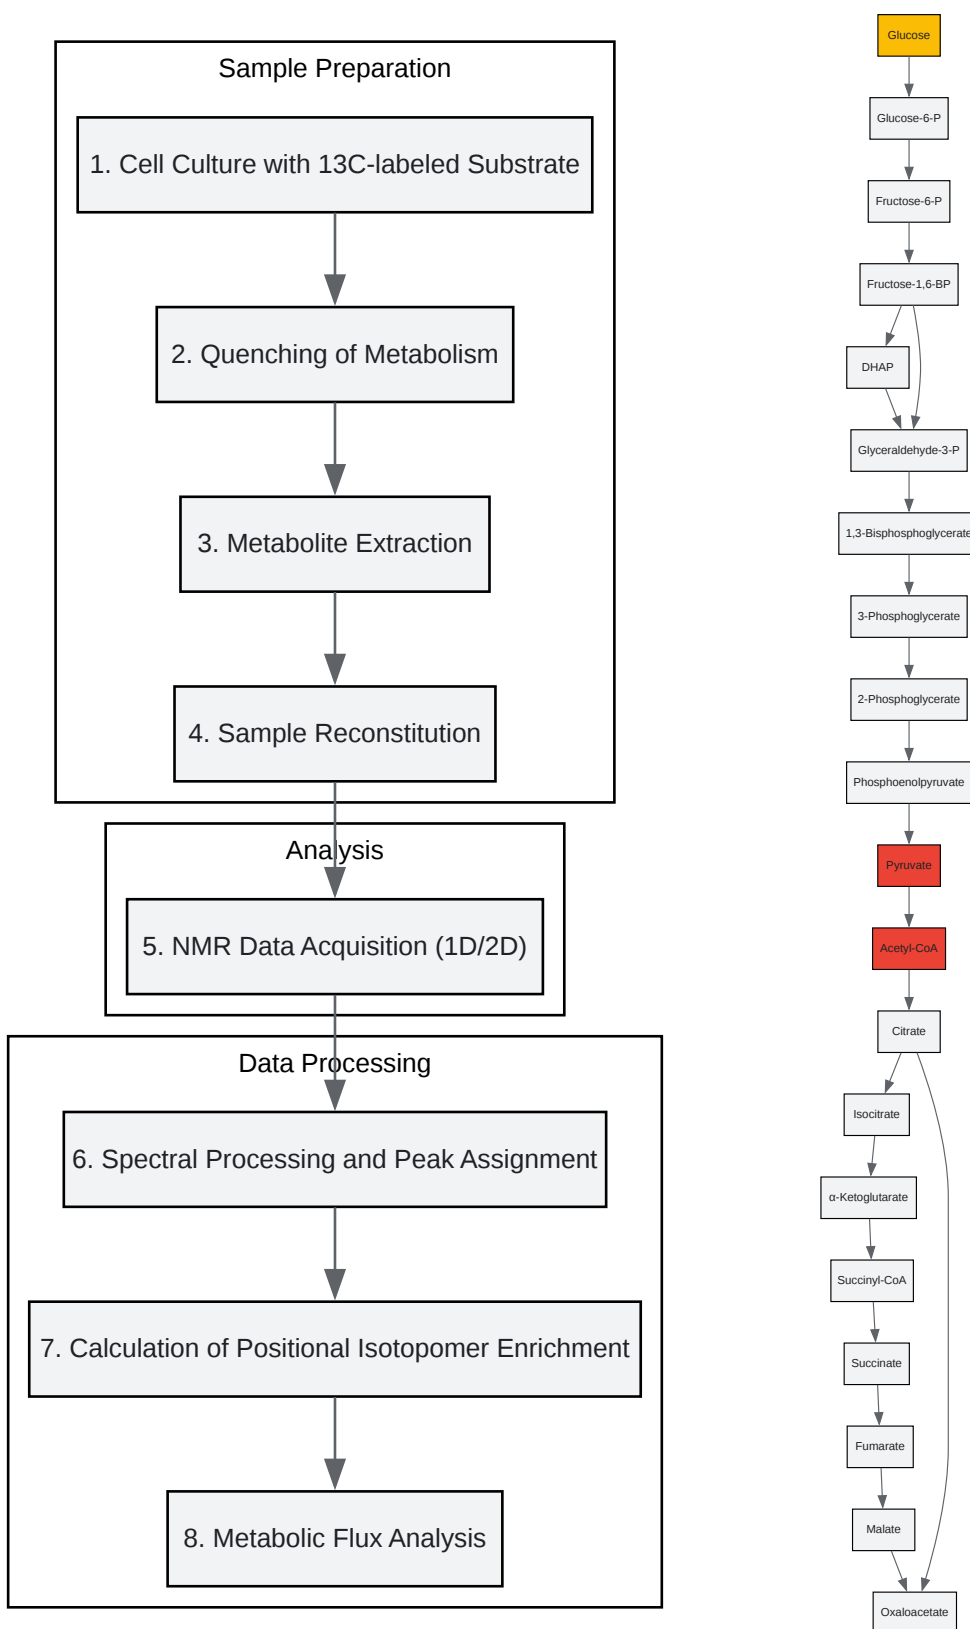 Sample Preparation
1. Cell Culture with 13C-labeled Substrate
2. Quenching of Metabolism
3. Metabolite Extraction
4. Sample Reconstitution
Analysis
5. NMR Data Acquisition (1D/2D)
Data Processing
6. Spectral Processing and Peak Assignment
7. Calculation of Positional Isotopomer Enrichment
8. Metabolic Flux Analysis
Glucose
Glucose-6-P
Fructose-6-P
Fructose-1,6-BP
DHAP
Glyceraldehyde-3-P
1,3-Bisphosphoglycerate
3-Phosphoglycerate
2-Phosphoglycerate
Phosphoenolpyruvate
Pyruvate
Acetyl-CoA
Citrate
Isocitrate
α-Ketoglutarate
Succinyl-CoA
Succinate
Fumarate
Malate
Oxaloacetate